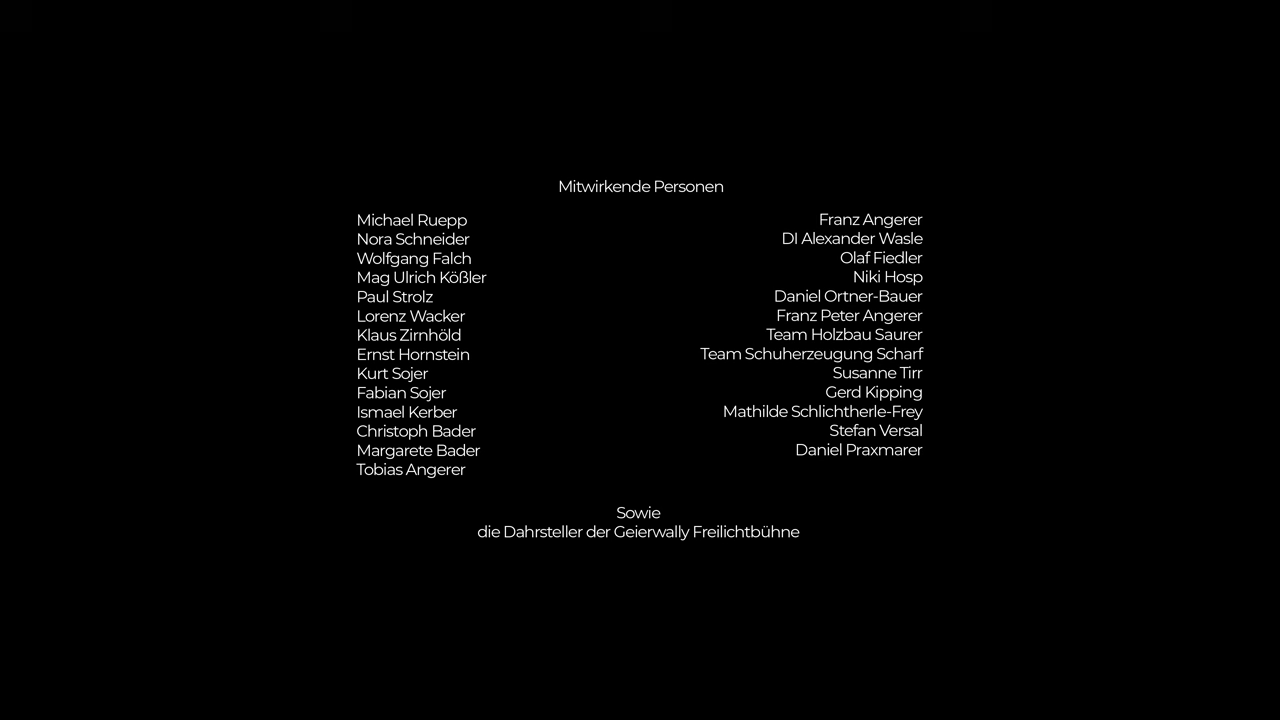 Mitwirkende Personen
Michael Ruepp
Nora Schneider
Wolfgang Falch
Mag Ulrich Kößler
Paul Strolz
Lorenz Wacker
Klaus Zirnhöld
Ernst Hornstein
Kurt Sojer
Fabian Sojer
Ismael Kerber
Christoph Bader
Margarete Bader
Tobias Angerer
Franz Angerer
DI Alexander Wasle
Olaf Fiedler
Niki Hosp
Daniel Ortner-Bauer
Franz Peter Angerer
Team Holzbau Saurer
Team Schuherzeugung Scharf
Susanne Tirr
Gerd Kipping
Mathilde Schlichtherle-Frey
Stefan Versal
Daniel Praxmarer
Sowie
die Dahrsteller der Geierwally Freilichtbühne